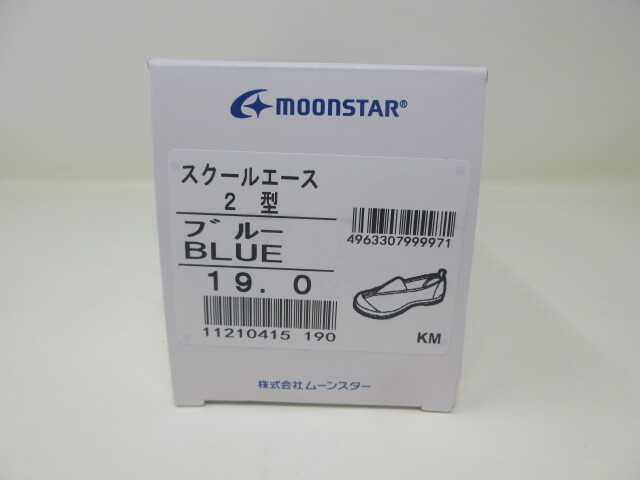 MOONSTAR®
スクールエース
2 型
ブルー
BLUE
4963307999971
19.0
11210415 190
KM
株式会社ムーンスター